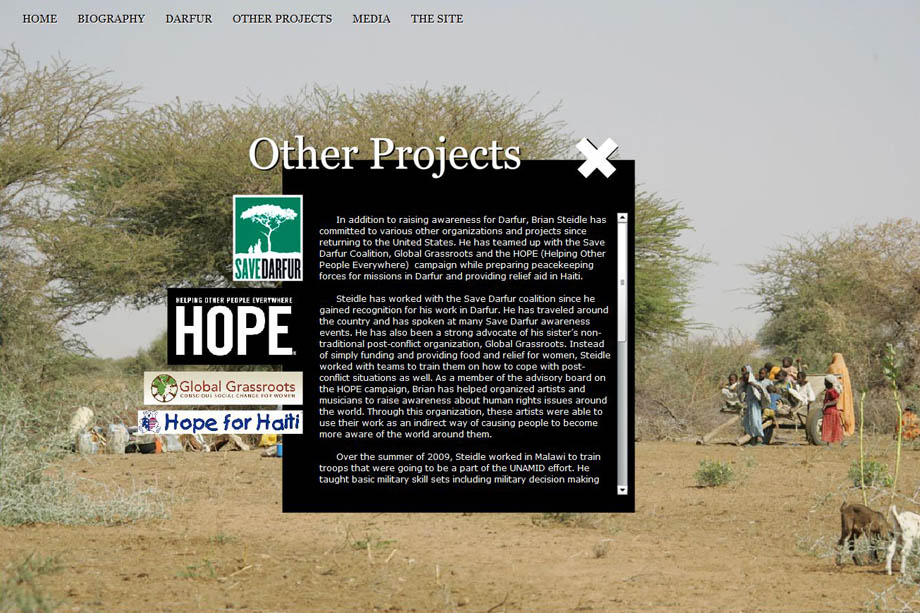 HOME BIOGRAPHY DARFUR OTHER PROJECTS MEDIA THE SITE
Other Projects
SAVEDARFUR
HELPING OTHER PEOPLE EVERYWHERE
HOPE
Global Grassroots
CONSCIOUS SOCIAL CHANGE FOR WOMEN
Hope for Haiti
In addition to raising awareness for Darfur, Brian Steidle has
committed to various other organizations and projects since
returning to the United States. He has teamed up with the Save
Darfur Coalition, Global Grassroots and the HOPE (Helping Other
People Everywhere) campaign while preparing peacekeeping
forces for missions in Darfur and providing relief aid in Haiti.
Steidle has worked with the Save Darfur coalition since he
gained recognition for his work in Darfur. He has traveled around
the country and has spoken at many Save Darfur awareness
events. He has also been a strong advocate of his sister's non-
traditional post-conflict organization, Global Grassroots. Instead
of simply funding and providing food and relief for women, Steidle
worked with teams to train them on how to cope with post-
conflict situations as well. As a member of the advisory board on
the HOPE campaign, Brian has helped organized artists and
musicians to raise awareness about human rights issues around
the world. Through this organization, these artists were able to
use their work as an indirect way of causing people to become
more aware of the world around them.
Over the summer of 2009, Steidle worked in Malawi to train
troops that were going to be a part of the UNAMID effort. He
taught basic military skill sets including military decision making